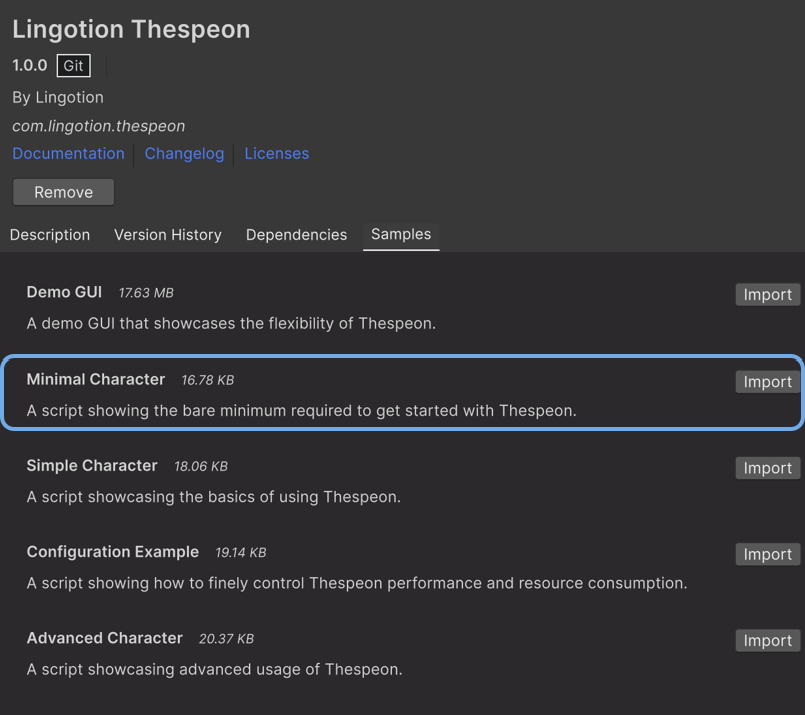 Lingotion Thespeon
1.0.0 Git
By Lingotion
com.lingotion.thespeon
Documentation Changelog Licenses
Remove
Description Version History Dependencies Samples
Demo GUI 17.63 MB Import
A demo GUI that showcases the flexibility of Thespeon.
Minimal Character 16.78 KB Import
A script showing the bare minimum required to get started with Thespeon.
Simple Character 18.06 KB Import
A script showcasing the basics of using Thespeon.
Configuration Example 19.14 KB Import
A script showing how to finely control Thespeon performance and resource consumption.
Advanced Character 20.37 KB Import
A script showcasing advanced usage of Thespeon.